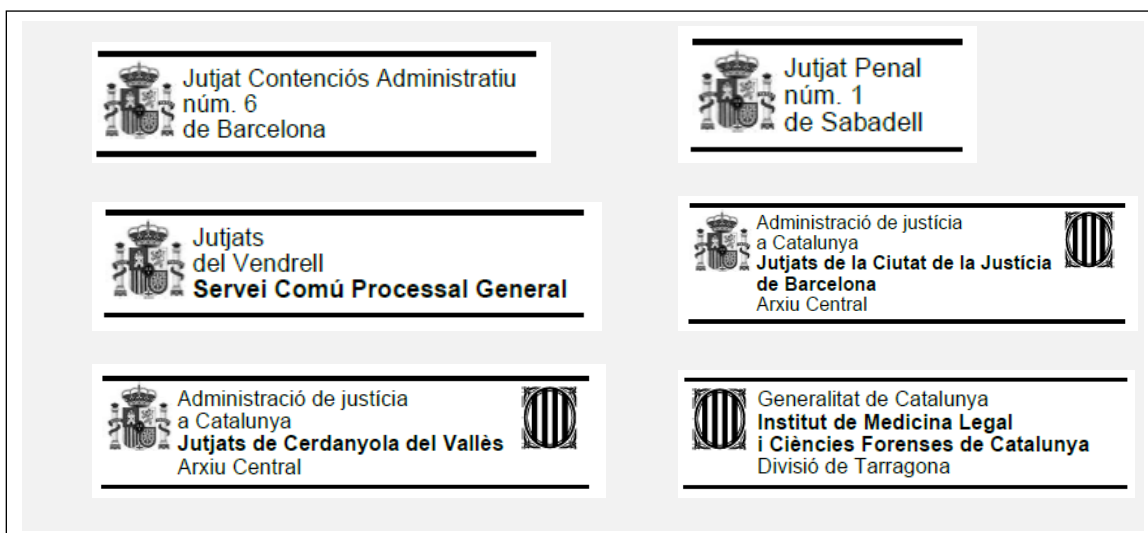 Jutjat Contenciós Administratiu
núm. 6
de Barcelona
Jutjat Penal
núm. 1
de Sabadell
Jutjats
del Vendrell
Servei Comú Processal General
Administració de justícia
a Catalunya
Jutjats de la Ciutat de la Justícia
de Barcelona
Arxiu Central
Administració de justícia
a Catalunya
Jutjats de Cerdanyola del Vallès
Arxiu Central
Generalitat de Catalunya
Institut de Medicina Legal
i Ciències Forenses de Catalunya
Divisió de Tarragona